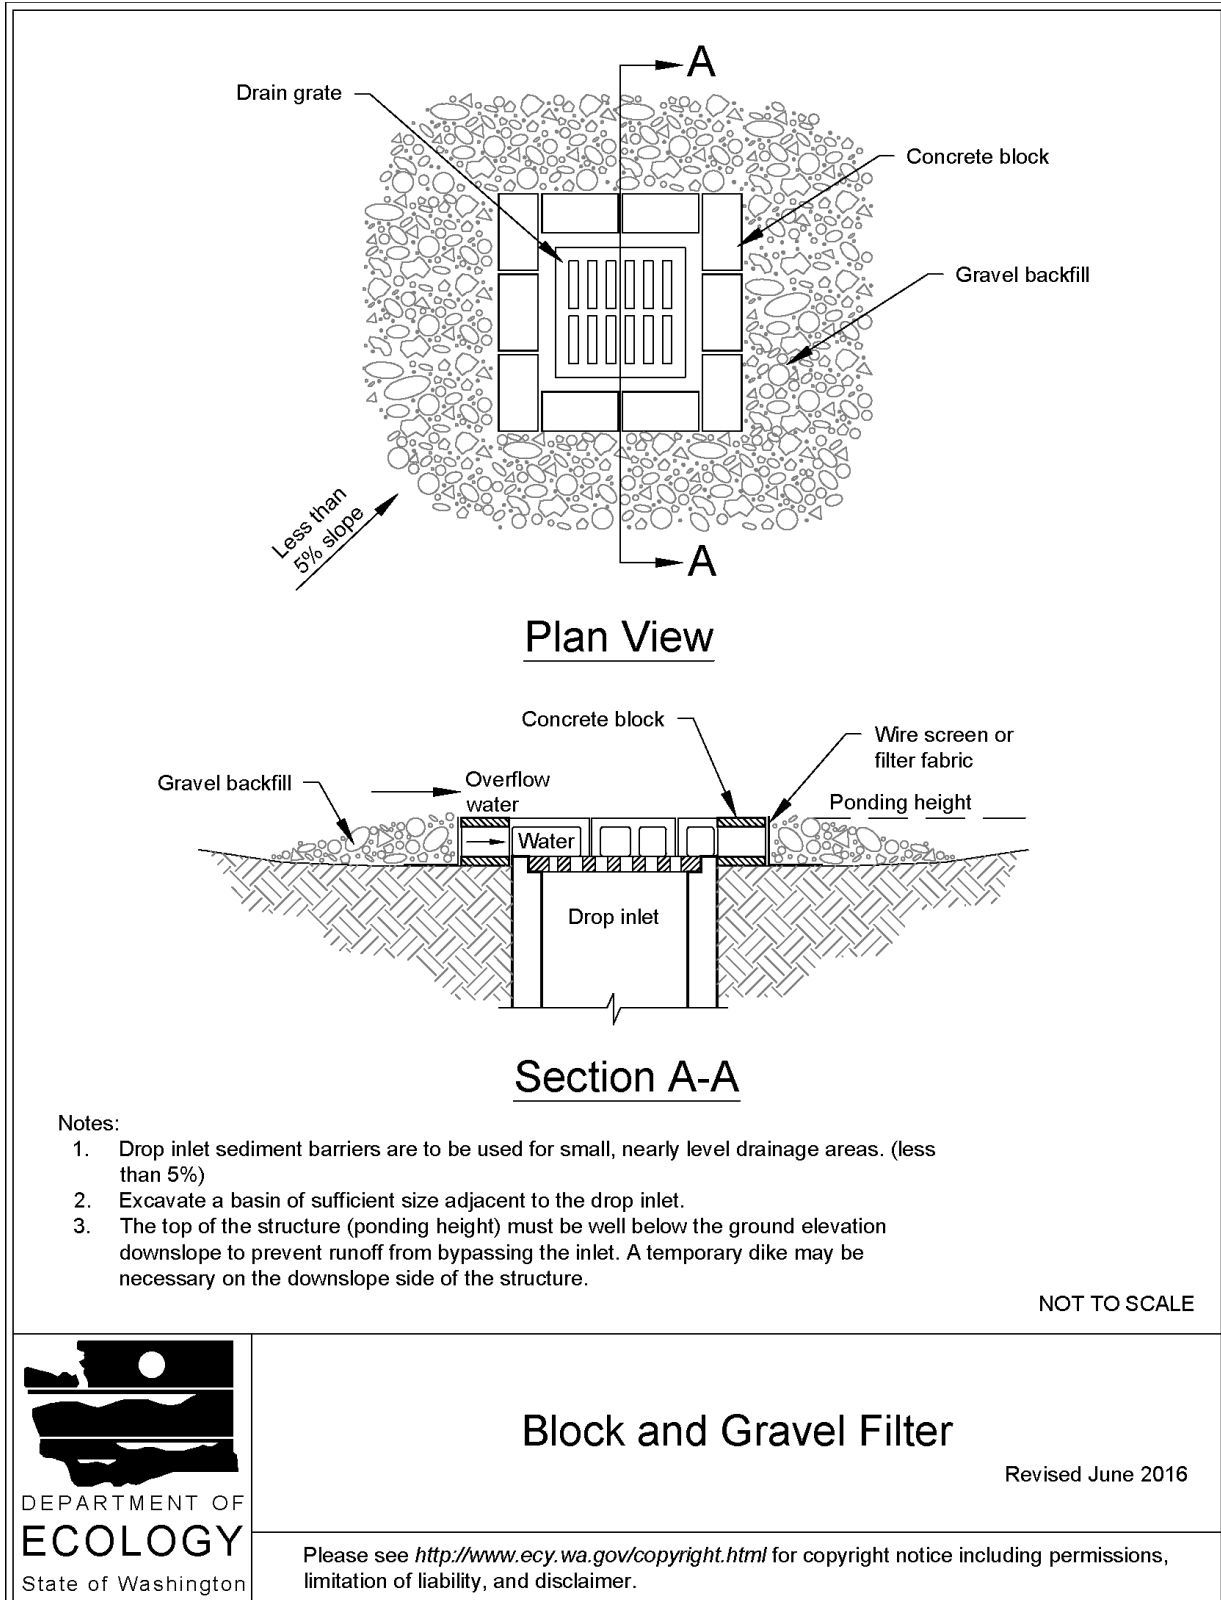 A
Drain grate
Concrete block
Gravel backfill
Less than
5% slope
A
Plan View
Concrete block
Wire screen or
filter fabric
Gravel backfill
Overflow
water
Ponding height
Water
Drop inlet
Section A-A
Notes:
1. Drop inlet sediment barriers are to be used for small, nearly level drainage areas. (less
than 5%)
2. Excavate a basin of sufficient size adjacent to the drop inlet.
3. The top of the structure (ponding height) must be well below the ground elevation
downslope to prevent runoff from bypassing the inlet. A temporary dike may be
necessary on the downslope side of the structure.
NOT TO SCALE
Block and Gravel Filter
Revised June 2016
DEPARTMENT OF
ECOLOGY
State of Washington
Please see http://www.ecy.wa.gov/copyright.html for copyright notice including permissions,
limitation of liability, and disclaimer.